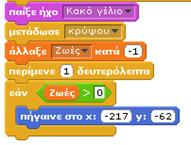 παίξε ήχο Κακό γέλιο
μετάδωσε κρύψου
άλλαξε Ζωές κατά -1
περίμενε 1 δευτερόλεπτα
εάν Ζωές > 0
πήγαινε στο x: -217 y: -62